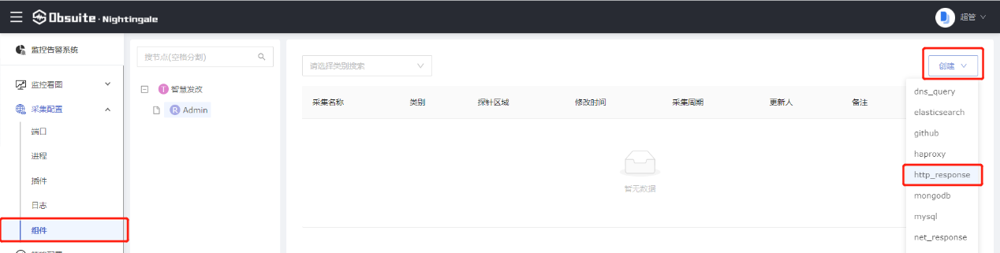 Obsuite · Nightingale
超管
监控告警系统
监控看图
采集配置
端口
进程
插件
日志
组件
搜节点(空格分割)
T 智慧发改
R Admin
请选择类别搜索
创建
采集名称 类别 探针区域 修改时间 采集周期 更新人 备注
暂无数据
dns_query
elasticsearch
github
haproxy
http_response
mongodb
mysql
net_response